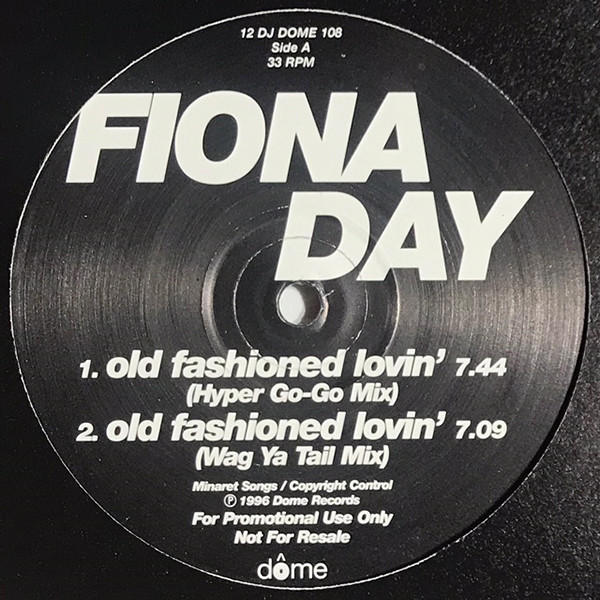 12 DJ DOME 108
Side A
33 RPM
FIONA
DAY
1. old fashioned lovin' 7.44
(Hyper Go-Go Mix)
2. old fashioned lovin' 7.09
(Wag Ya Tail Mix)
Minaret Songs / Copyright Control
℗ 1996 Dome Records
For Promotional Use Only
Not For Resale
dôme